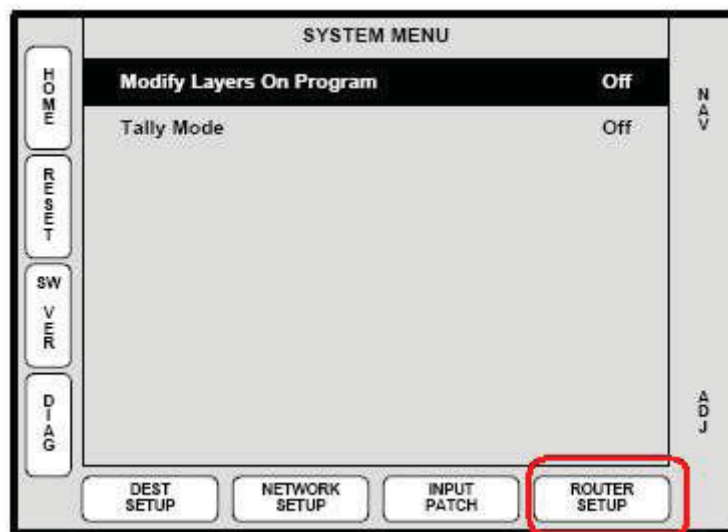 SYSTEM MENU
HOME
Modify Layers On Program Off
NAV
Tally Mode Off
RESET
SW VER
DIAG
ADJ
DEST SETUP
NETWORK SETUP
INPUT PATCH
ROUTER SETUP